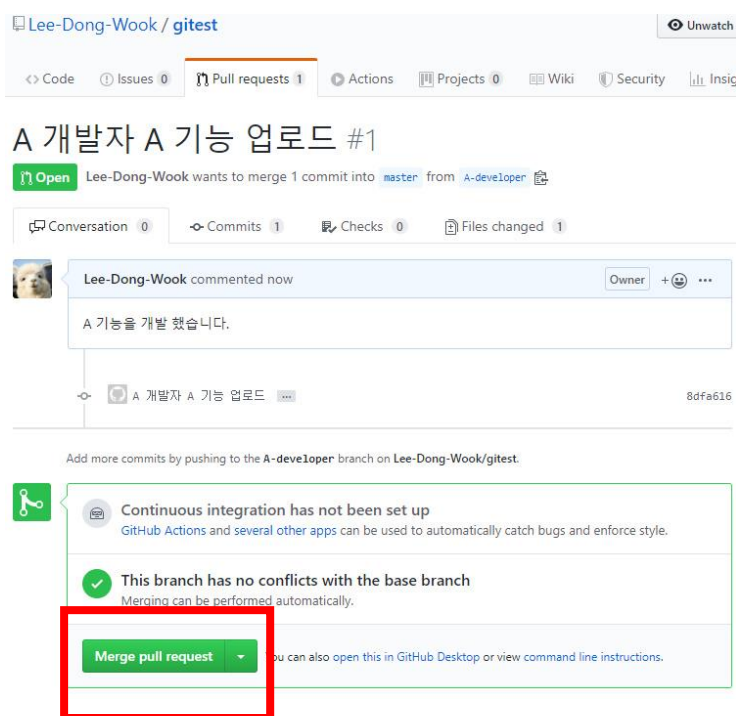 Lee-Dong-Wook / gitest
Unwatch
Code Issues 0 Pull requests 1 Actions Projects 0 Wiki Security Insig
A 개발자 A 기능 업로드 #1
Open Lee-Dong-Wook wants to merge 1 commit into master from A-developer
Conversation 0 Commits 1 Checks 0 Files changed 1
Lee-Dong-Wook commented now Owner
A 기능을 개발 했습니다.
A 개발자 A 기능 업로드 8dfa616
Add more commits by pushing to the A-developer branch on Lee-Dong-Wook/gitest.
Continuous integration has not been set up
GitHub Actions and several other apps can be used to automatically catch bugs and enforce style.
This branch has no conflicts with the base branch
Merging can be performed automatically.
Merge pull request ou can also open this in GitHub Desktop or view command line instructions.